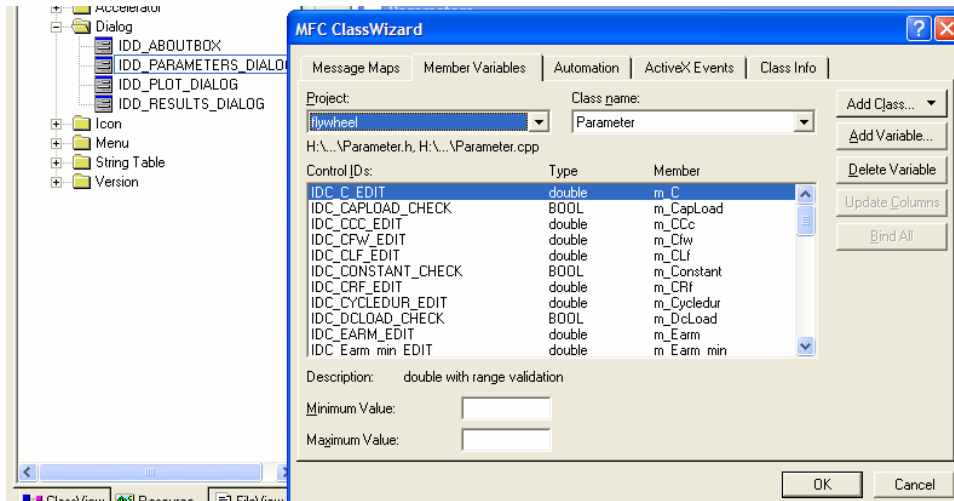 Accelerator
Dialog
IDD_ABOUTBOX
IDD_PARAMETERS_DIALO
IDD_PLOT_DIALOG
IDD_RESULTS_DIALOG
Icon
Menu
String Table
Version
ClassView Resource FileView
Parameters
MFC ClassWizard
Message Maps Member Variables Automation ActiveX Events Class Info
Project: Class name:
flywheel Parameter
H:\...\Parameter.h, H:\...\Parameter.cpp
Control IDs: Type Member
IDC_C_EDIT double m_C
IDC_CAPLOAD_CHECK BOOL m_CapLoad
IDC_CCC_EDIT double m_CCc
IDC_CFW_EDIT double m_Cfw
IDC_CLF_EDIT double m_CLf
IDC_CONSTANT_CHECK BOOL m_Constant
IDC_CRF_EDIT double m_CRf
IDC_CYCLEDUR_EDIT double m_Cycledur
IDC_DCLOAD_CHECK BOOL m_DcLoad
IDC_EARM_EDIT double m_Earm
IDC_Earm_min_EDIT double m_Earm_min
Description: double with range validation
Minimum Value:
Maximum Value:
Add Class...
Add Variable...
Delete Variable
Update Columns
Bind All
OK Cancel